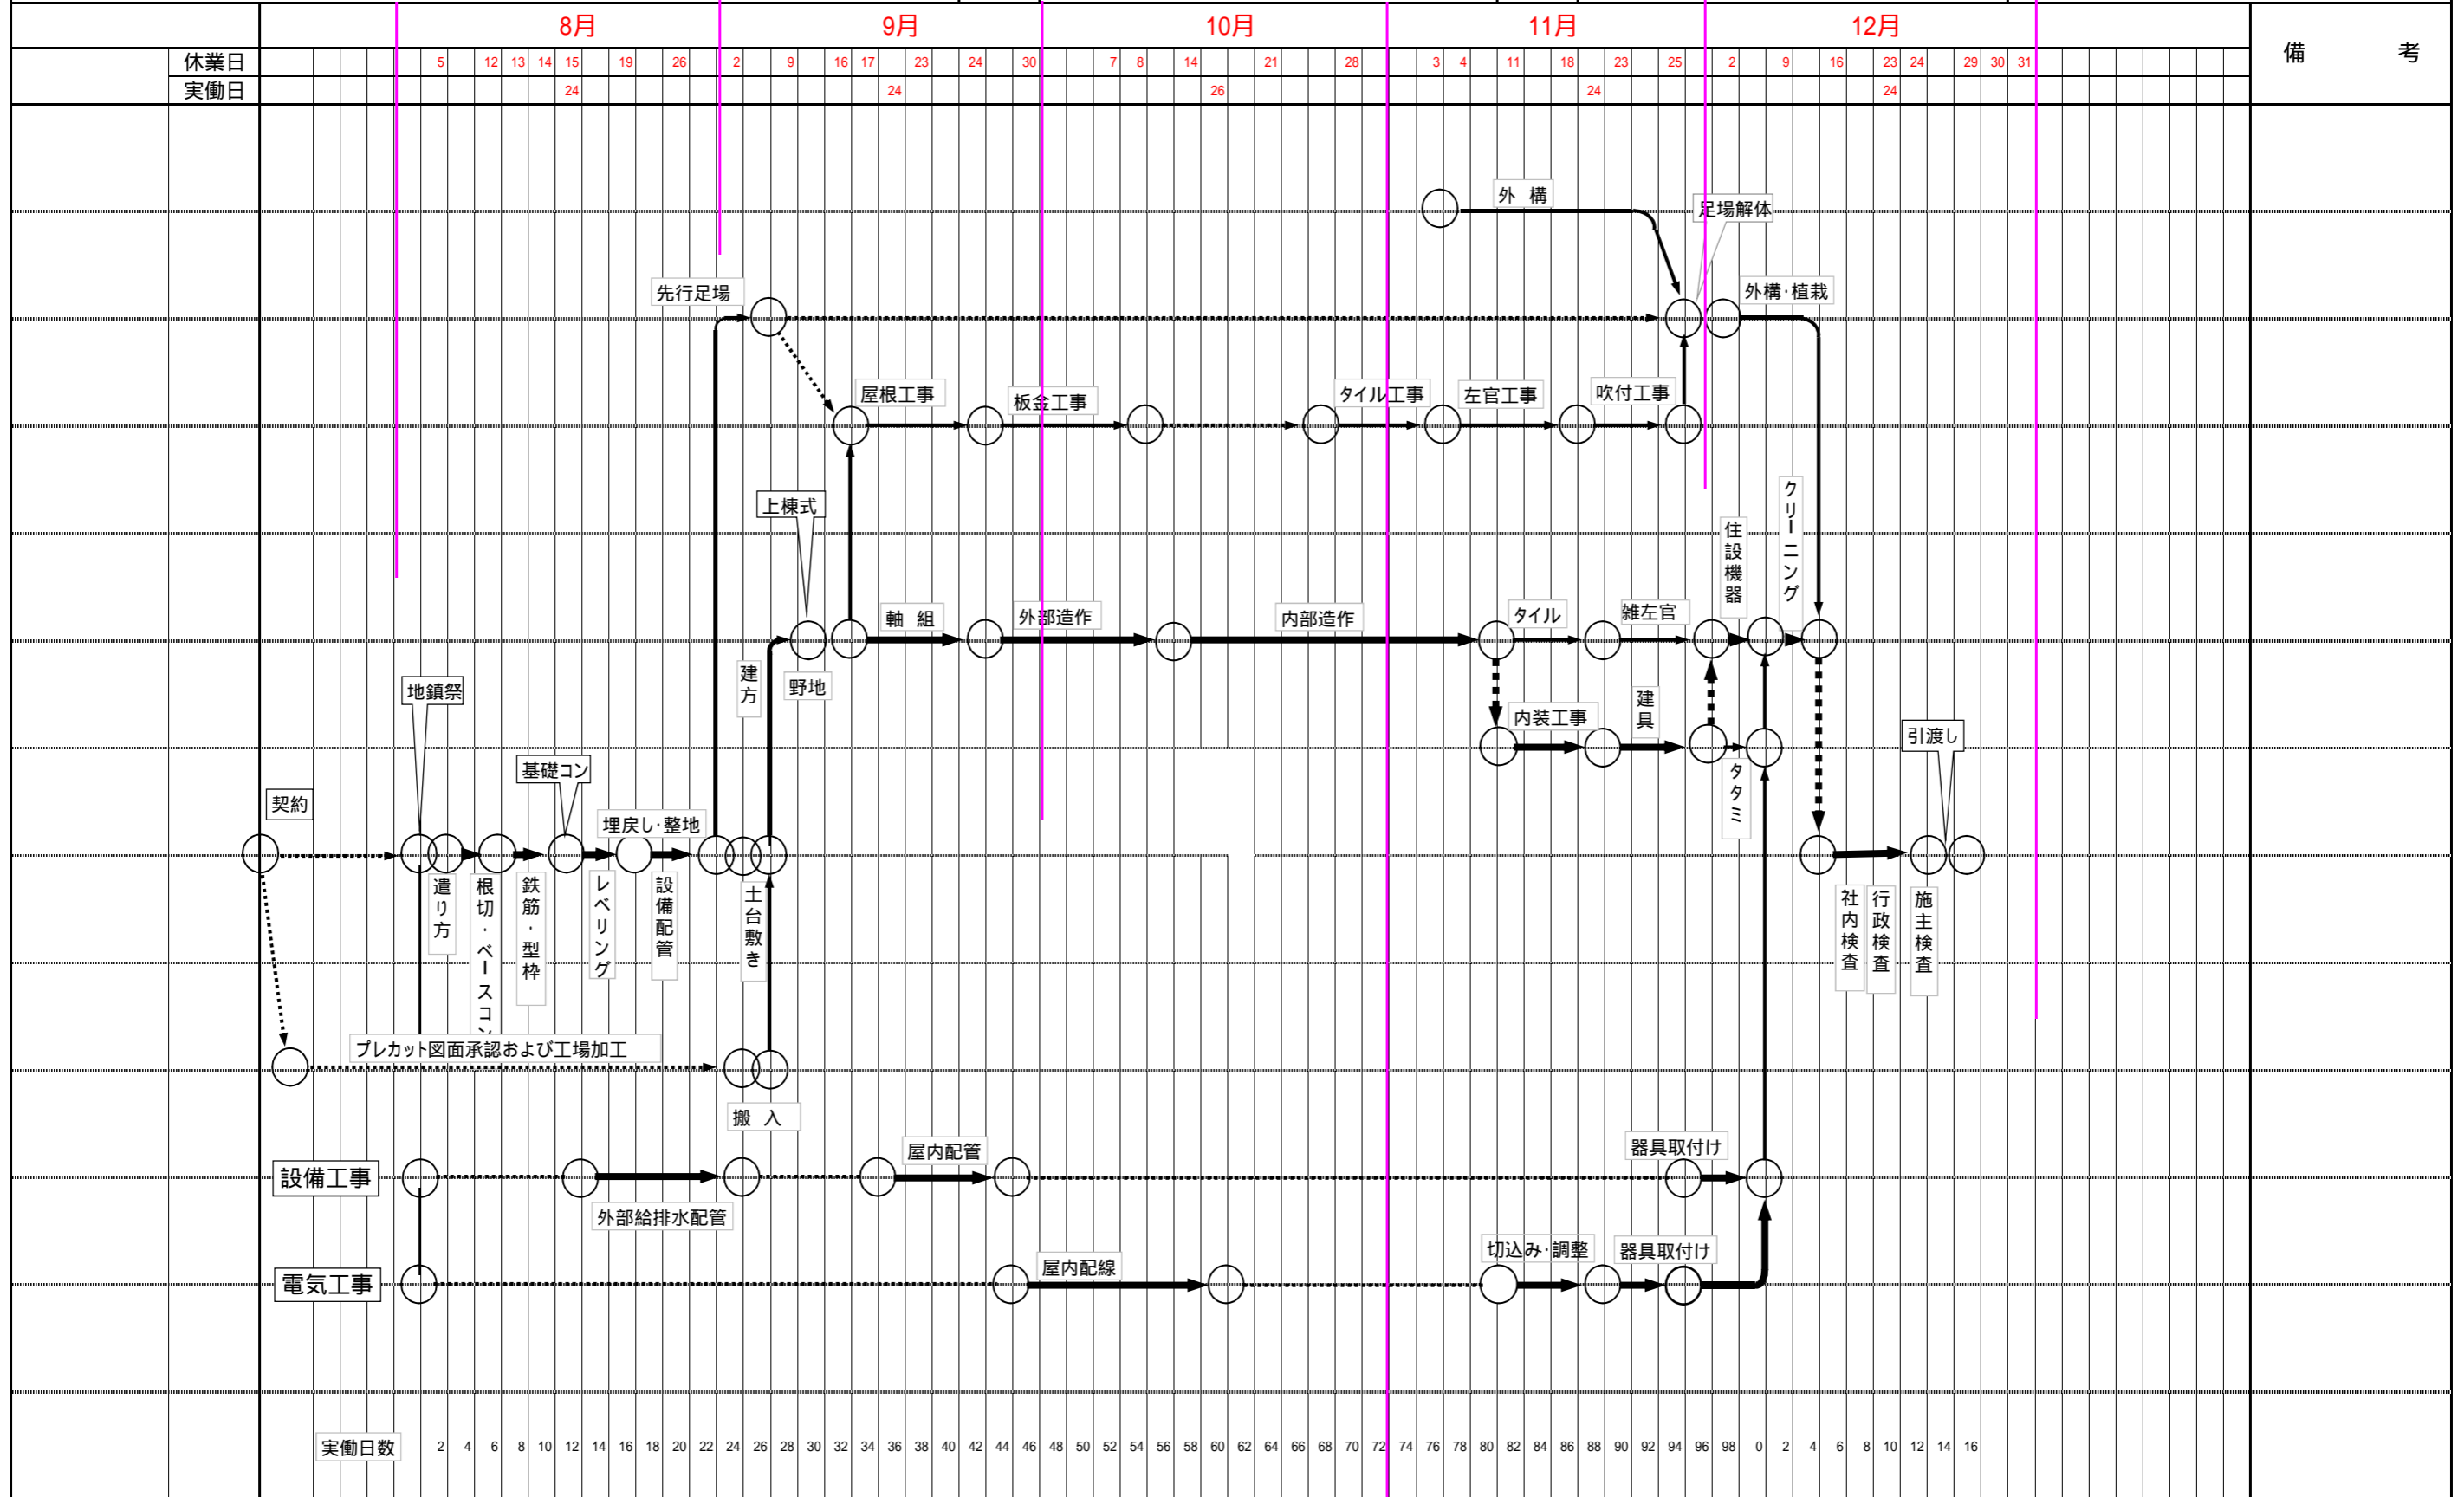 8月 9月 10月 11月 12月
備 考
休業日 5 12 13 14 15 19 26 2 9 16 17 23 24 30 7 8 14 21 28 3 4 11 18 23 25 2 9 16 23 24 29 30 31
実働日 24 24 26 24 24
外 構
足場解体
先行足場
外構･植栽
屋根工事
板金工事
タイル工事
左官工事
吹付工事
上棟式
クリーニング
住設機器
軸 組
外部造作
内部造作
タイル
雑左官
建方
野地
地鎮祭
内装工事
建具
引渡し
基礎コン
タタミ
契約
埋戻し･整地
遣り方
根切･ベースコン
鉄筋･型枠
レベリング
設備配管
土台敷き
社内検査
行政検査
施主検査
プレカット図面承認および工場加工
搬 入
屋内配管
器具取付け
設備工事
外部給排水配管
屋内配線
切込み･調整
器具取付け
電気工事
実働日数 2 4 6 8 10 12 14 16 18 20 22 24 26 28 30 32 34 36 38 40 42 44 46 48 50 52 54 56 58 60 62 64 66 68 70 72 74 76 78 80 82 84 86 88 90 92 94 96 98 0 2 4 6 8 10 12 14 16